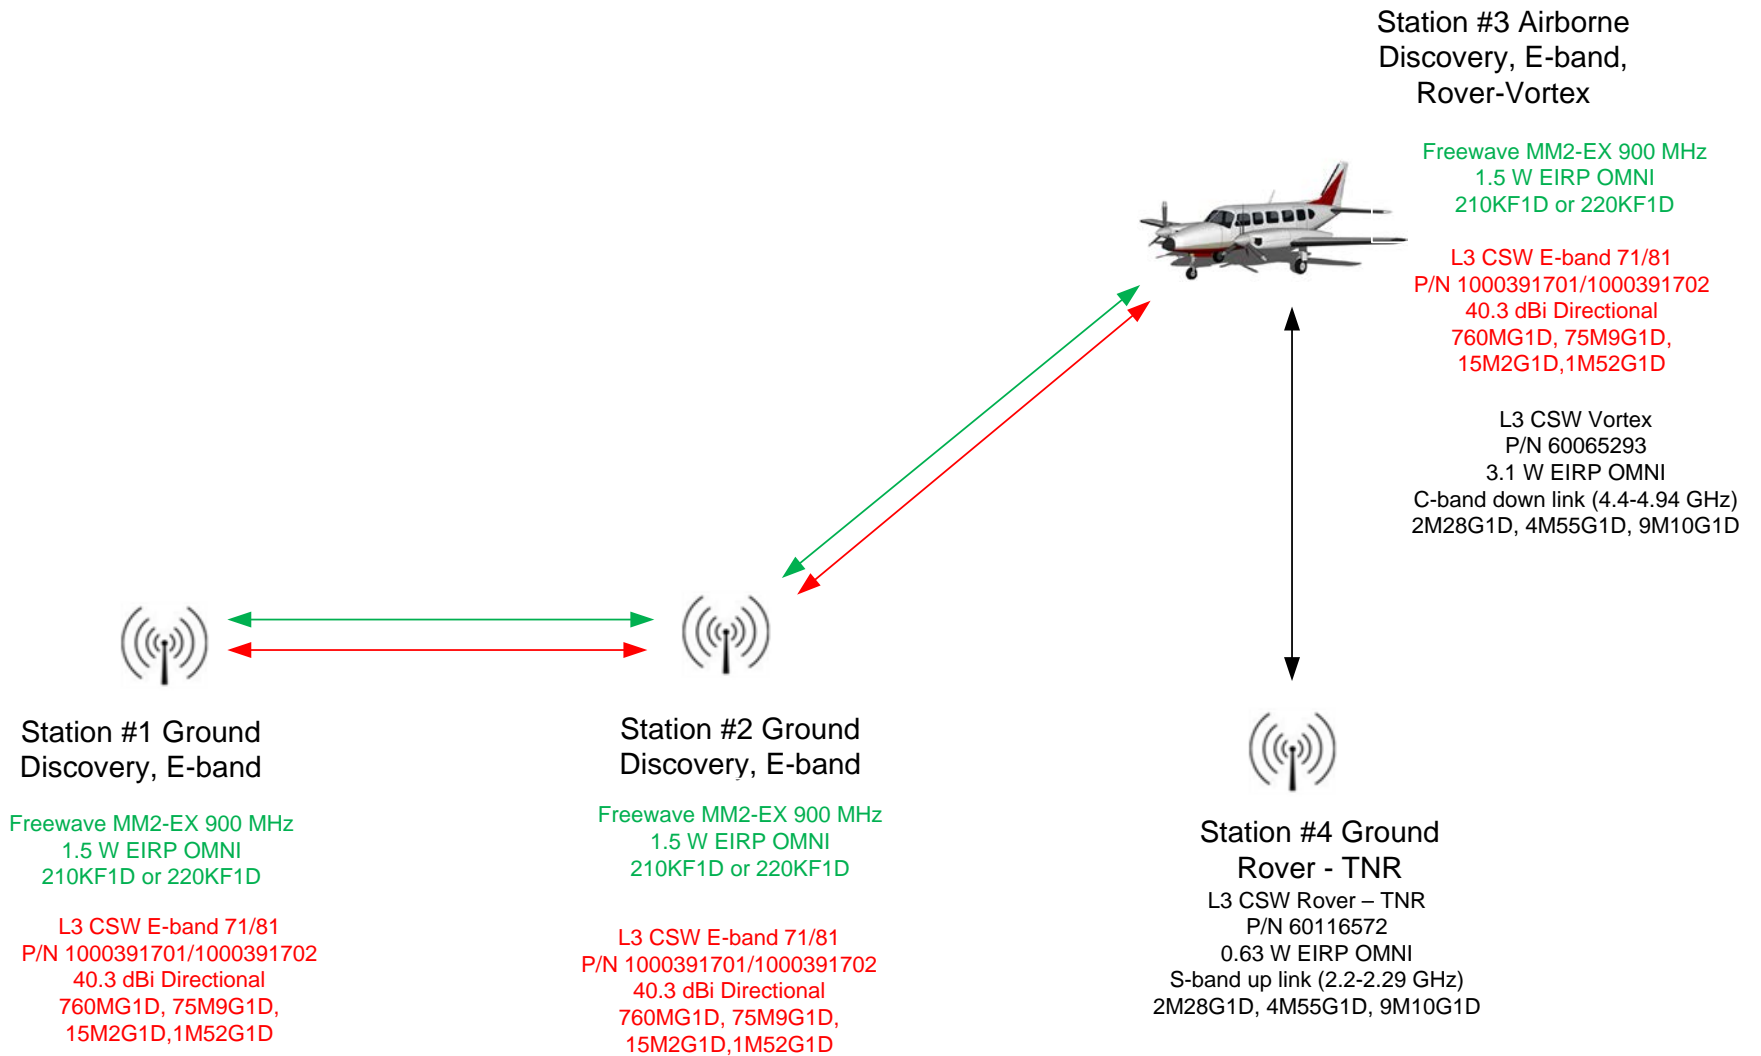 Station #3 Airborne
Discovery, E-band,
Rover-Vortex
Freewave MM2-EX 900 MHz
1.5 W EIRP OMNI
210KF1D or 220KF1D
L3 CSW E-band 71/81
P/N 1000391701/1000391702
40.3 dBi Directional
760MG1D, 75M9G1D,
15M2G1D,1M52G1D
L3 CSW Vortex
P/N 60065293
3.1 W EIRP OMNI
C-band down link (4.4-4.94 GHz)
2M28G1D, 4M55G1D, 9M10G1D
Station #1 Ground
Discovery, E-band
Freewave MM2-EX 900 MHz
1.5 W EIRP OMNI
210KF1D or 220KF1D
L3 CSW E-band 71/81
P/N 1000391701/1000391702
40.3 dBi Directional
760MG1D, 75M9G1D,
15M2G1D,1M52G1D
Station #2 Ground
Discovery, E-band
Freewave MM2-EX 900 MHz
1.5 W EIRP OMNI
210KF1D or 220KF1D
L3 CSW E-band 71/81
P/N 1000391701/1000391702
40.3 dBi Directional
760MG1D, 75M9G1D,
15M2G1D,1M52G1D
Station #4 Ground
Rover - TNR
L3 CSW Rover – TNR
P/N 60116572
0.63 W EIRP OMNI
S-band up link (2.2-2.29 GHz)
2M28G1D, 4M55G1D, 9M10G1D